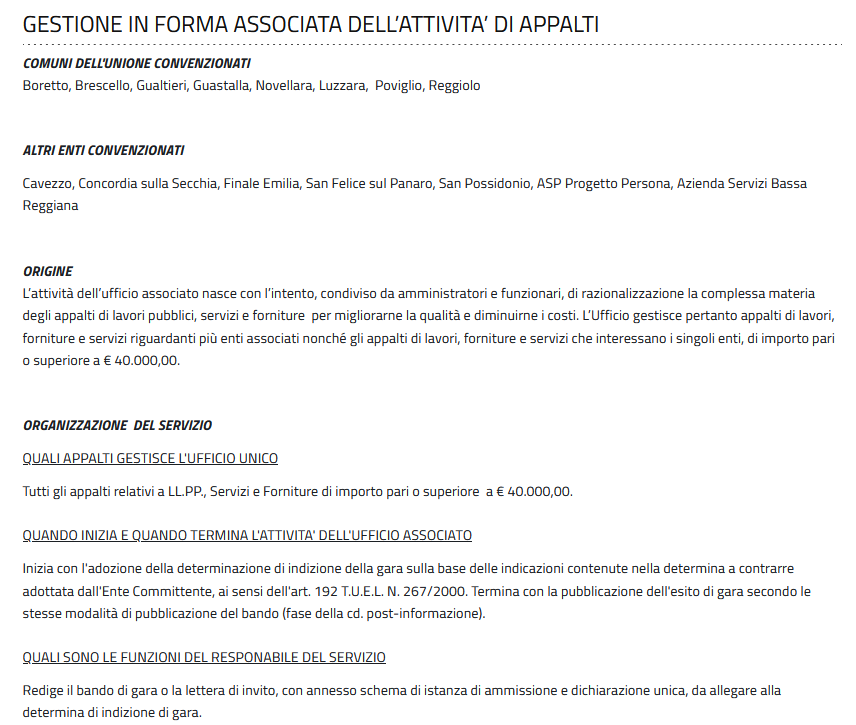 GESTIONE IN FORMA ASSOCIATA DELL’ATTIVITA’ DI APPALTI
COMUNI DELL'UNIONE CONVENZIONATI
Boretto, Brescello, Gualtieri, Guastalla, Novellara, Luzzara,  Poviglio, Reggiolo
ALTRI ENTI CONVENZIONATI
Cavezzo, Concordia sulla Secchia, Finale Emilia, San Felice sul Panaro, San Possidonio, ASP Progetto Persona, Azienda Servizi Bassa
Reggiana
ORIGINE
L’attività dell’ufficio associato nasce con l’intento, condiviso da amministratori e funzionari, di razionalizzazione la complessa materia
degli appalti di lavori pubblici, servizi e forniture  per migliorarne la qualità e diminuirne i costi. L’Ufficio gestisce pertanto appalti di lavori,
forniture e servizi riguardanti più enti associati nonché gli appalti di lavori, forniture e servizi che interessano i singoli enti, di importo pari
o superiore a € 40.000,00.
ORGANIZZAZIONE  DEL SERVIZIO
QUALI APPALTI GESTISCE L'UFFICIO UNICO
Tutti gli appalti relativi a LL.PP., Servizi e Forniture di importo pari o superiore  a € 40.000,00.
QUANDO INIZIA E QUANDO TERMINA L'ATTIVITA' DELL'UFFICIO ASSOCIATO
Inizia con l'adozione della determinazione di indizione della gara sulla base delle indicazioni contenute nella determina a contrarre
adottata dall'Ente Committente, ai sensi dell'art. 192 T.U.E.L. N. 267/2000. Termina con la pubblicazione dell'esito di gara secondo le
stesse modalità di pubblicazione del bando (fase della cd. post-informazione).
QUALI SONO LE FUNZIONI DEL RESPONABILE DEL SERVIZIO
Redige il bando di gara o la lettera di invito, con annesso schema di istanza di ammissione e dichiarazione unica, da allegare alla
determina di indizione di gara.